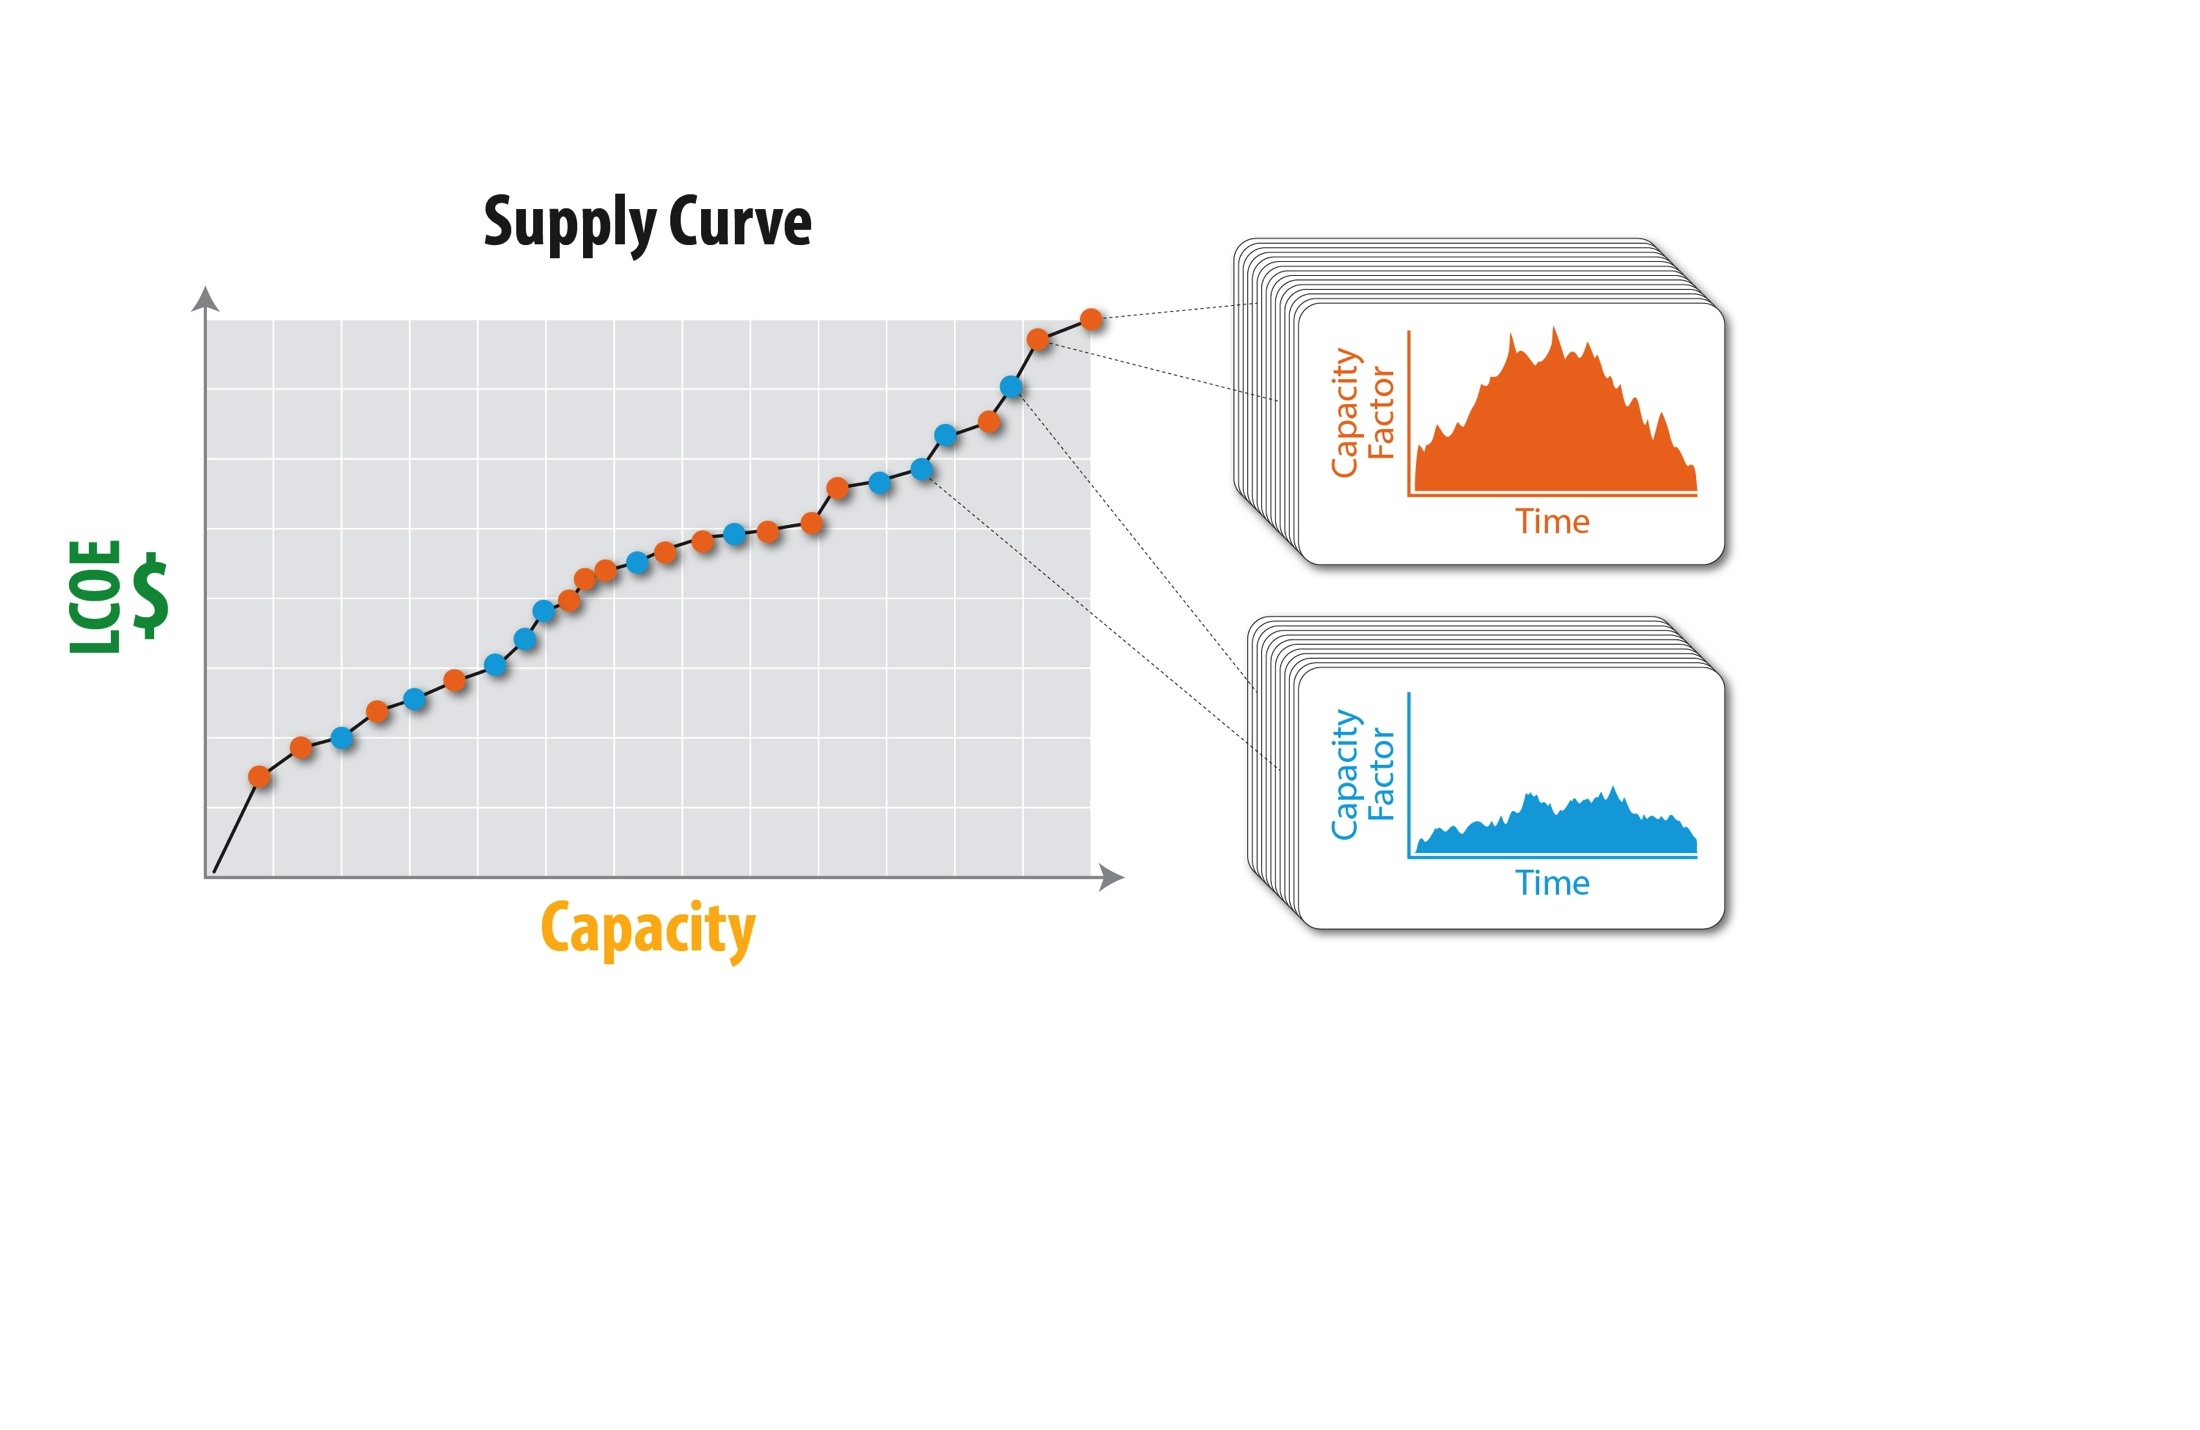 Supply Curve
LCOE
$
Capacity
Capacity
Factor
Time
Capacity
Factor
Time